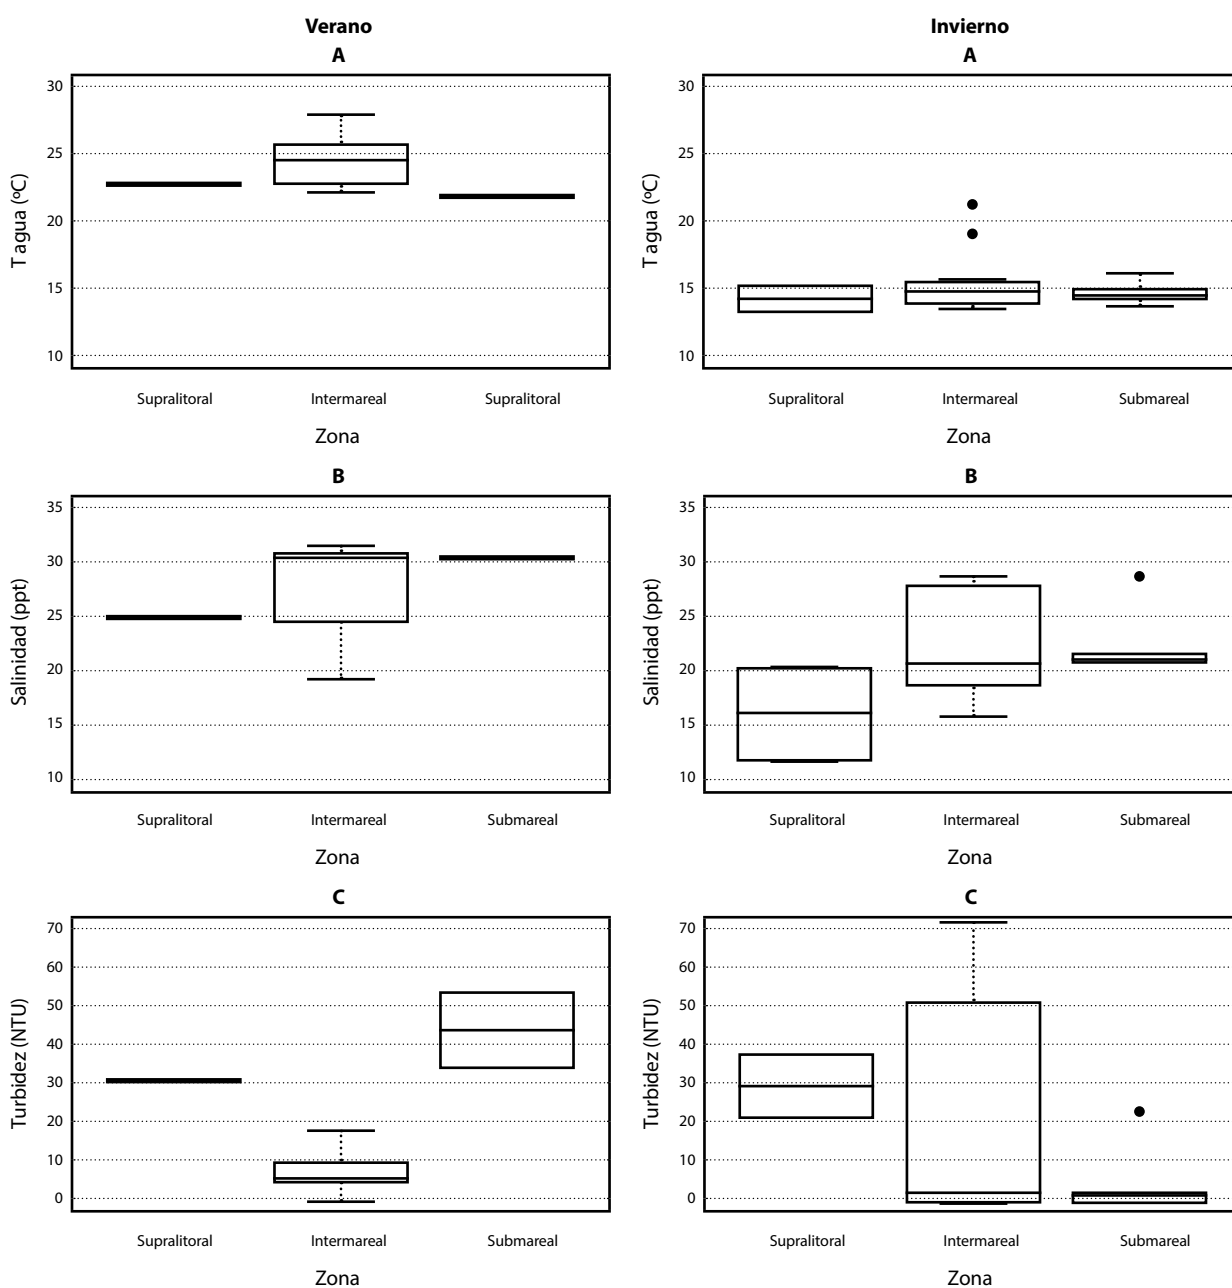 Verano
A
T agua (ºC)
30
25
20
15
10
Supralitoral Intermareal Supralitoral
Zona
Invierno
A
T agua (ºC)
30
25
20
15
10
Supralitoral Intermareal Submareal
Zona
B
Salinidad (ppt)
35
30
25
20
15
10
Supralitoral Intermareal Submareal
Zona
B
Salinidad (ppt)
35
30
25
20
15
10
Supralitoral Intermareal Submareal
Zona
C
Turbidez (NTU)
70
60
50
40
30
20
10
0
Supralitoral Intermareal Submareal
Zona
C
Turbidez (NTU)
70
60
50
40
30
20
10
0
Supralitoral Intermareal Submareal
Zona